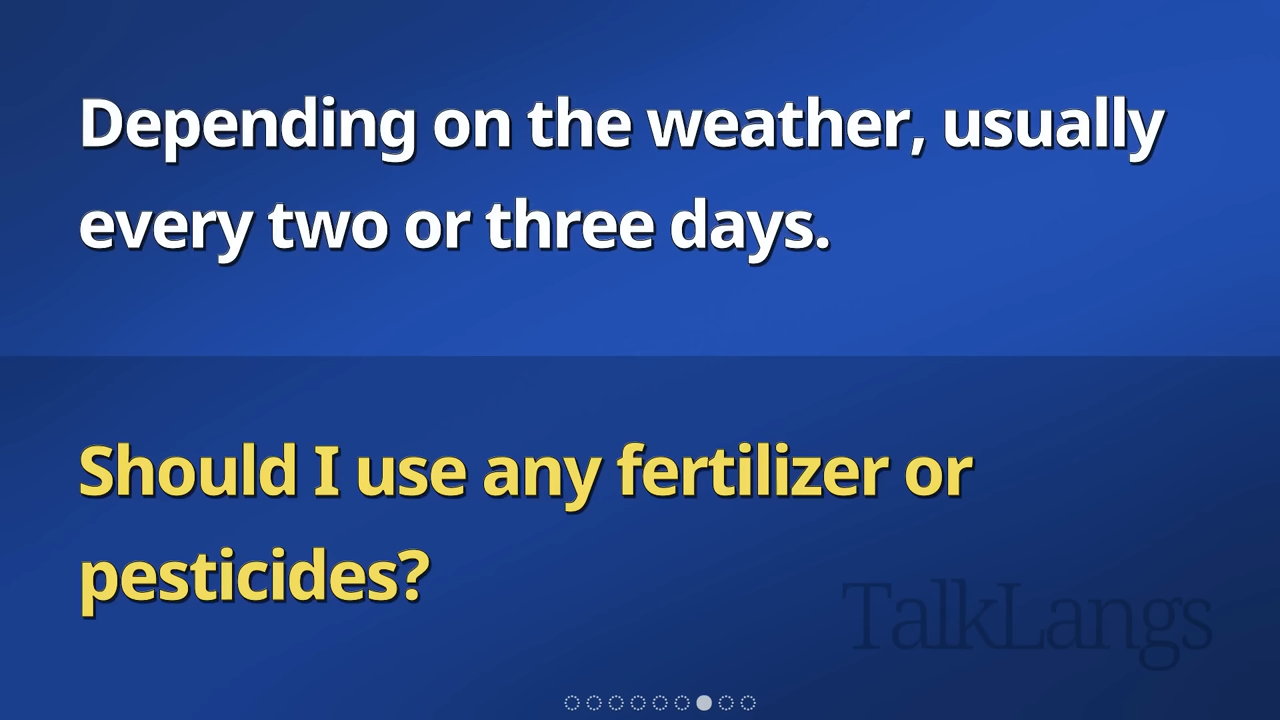 Depending on the weather, usually
every two or three days.
Should I use any fertilizer or
pesticides?
TalkLangs